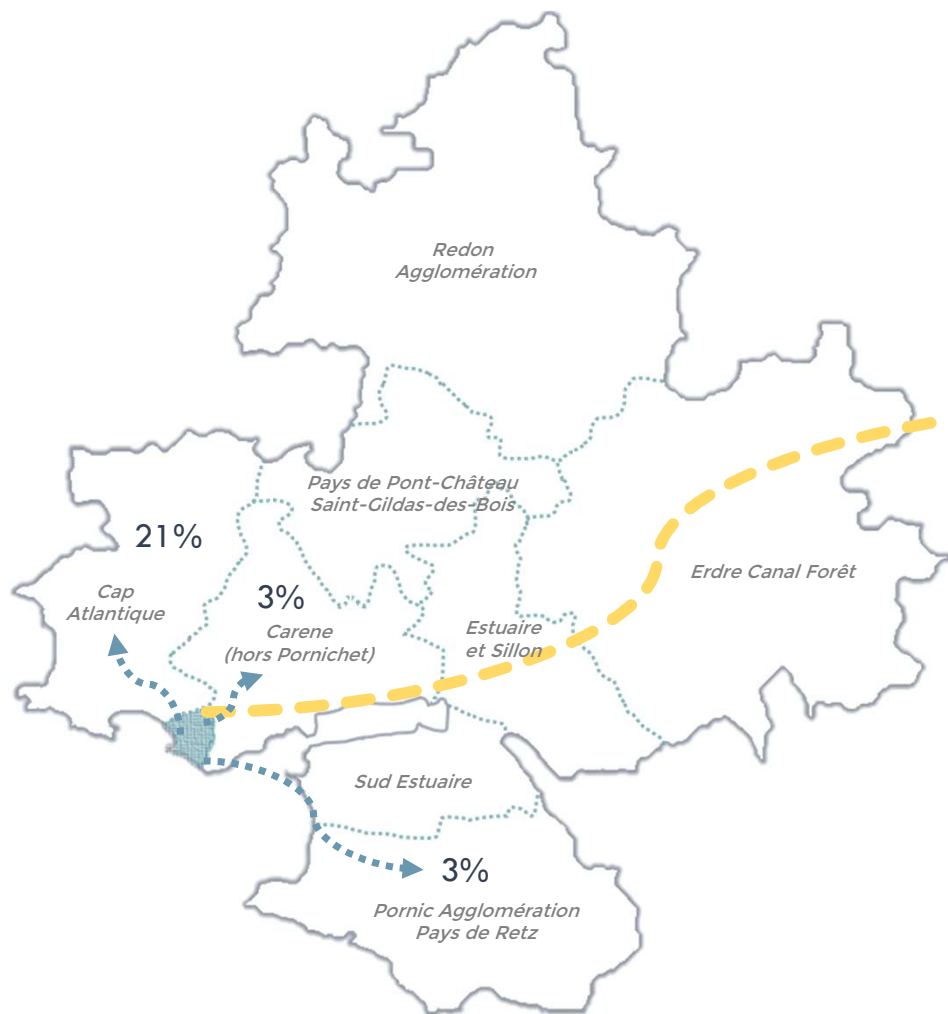 Redon
Agglomération
Pays de Pont-Château
Saint-Gildas-des-Bois
21%
Cap
Atlantique
3%
Carene
(hors Pornichet)
Estuaire
et Sillon
Erdre Canal Forêt
Sud Estuaire
3%
Pornic Agglomération
Pays de Retz